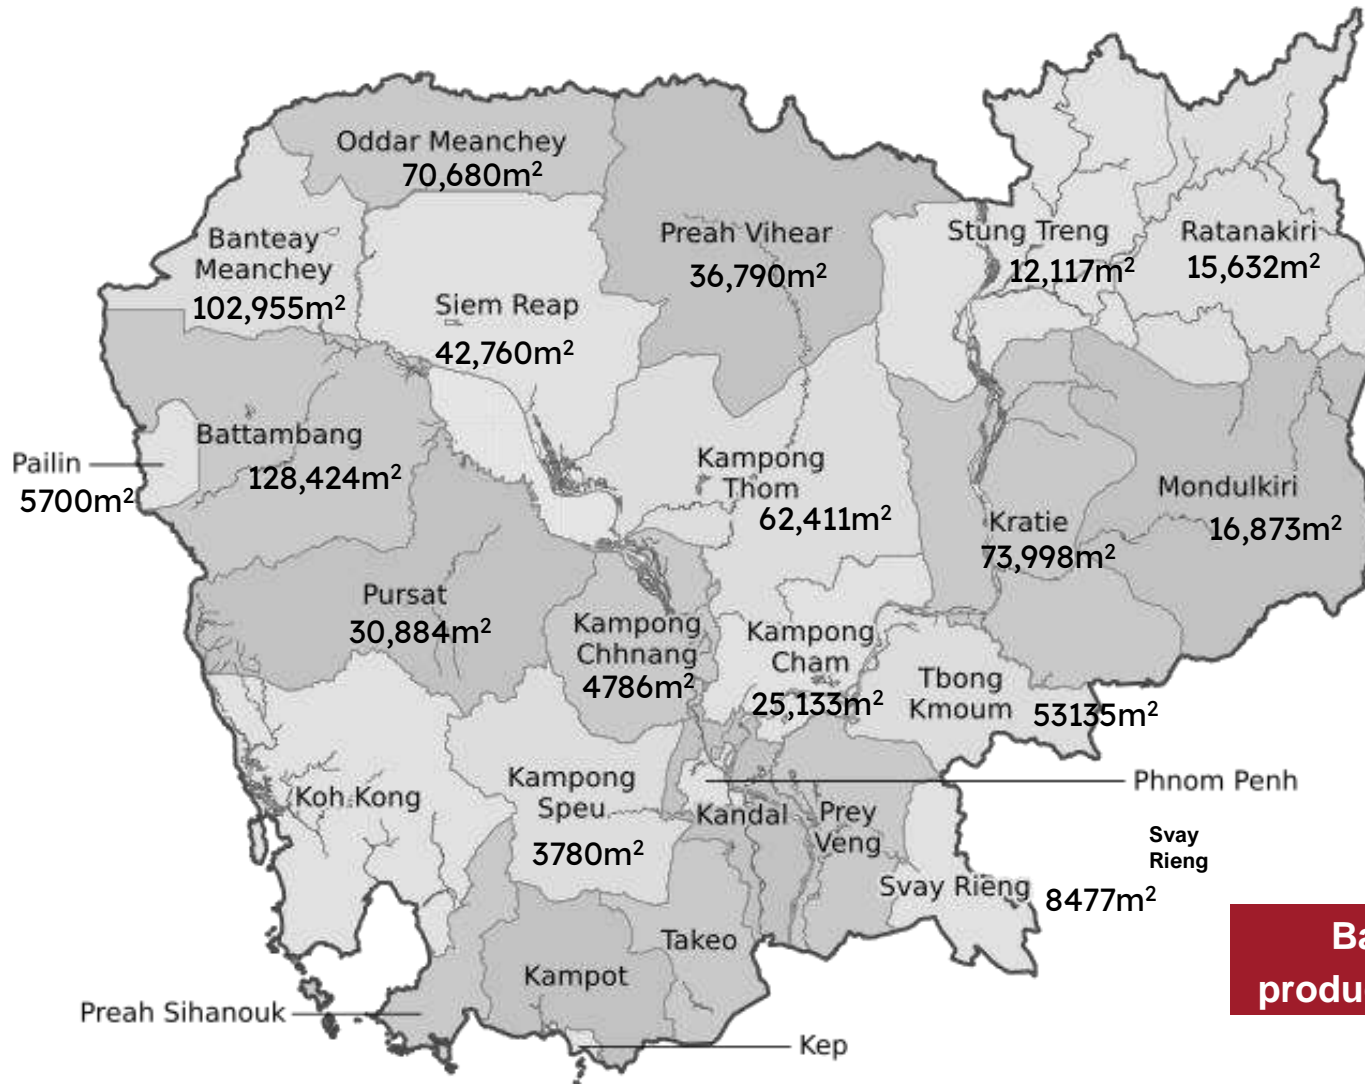 Oddar Meanchey
70,680m²
Banteay
Meanchey
102,955m²
Siem Reap
42,760m²
Preah Vihear
36,790m²
Stung Treng
12,117m²
Ratanakiri
15,632m²
Battambang
128,424m²
Pailin
5700m²
Kampong
Thom
62,411m²
Kratie
73,998m²
Mondulkiri
16,873m²
Pursat
30,884m²
Kampong
Chhnang
4786m²
Kampong
Cham
25,133m²
Tbong
Kmoum
53135m²
Koh Kong
Kampong
Speu
3780m²
Kandal
Prey
Veng
Phnom Penh
Svay
Rieng
Svay Rieng
8477m²
Takeo
Kampot
Preah Sihanouk
Kep
Ba
produ